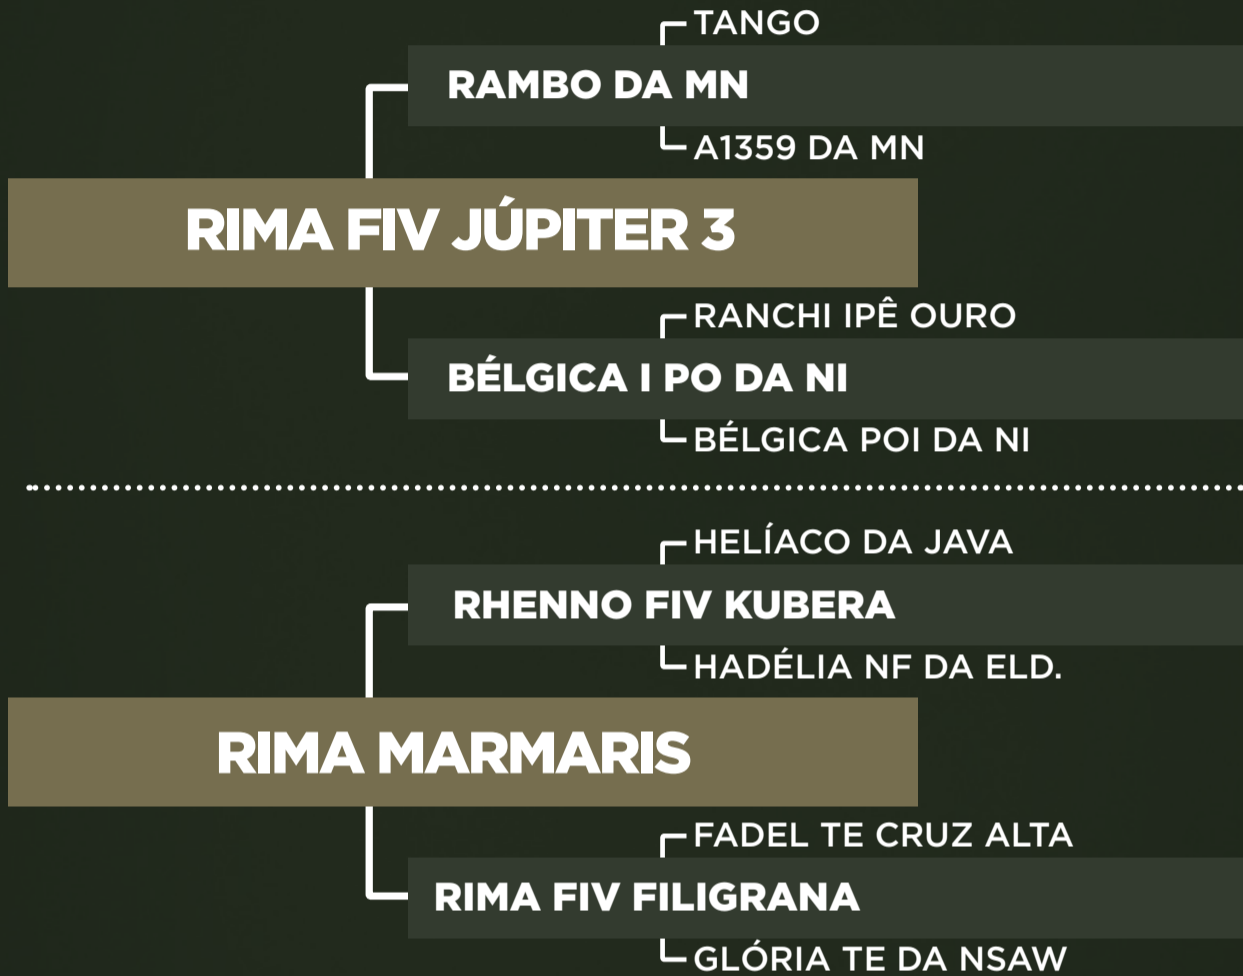 TANGO
RAMBO DA MN
A1359 DA MN
RIMA FIV JÚPITER 3
RANCHI IPÊ OURO
BÉLGICA I PO DA NI
BÉLGICA POI DA NI
HELÍACO DA JAVA
RHENNO FIV KUBERA
HADÉLIA NF DA ELD.
RIMA MARMARIS
FADEL TE CRUZ ALTA
RIMA FIV FILIGRANA
GLÓRIA TE DA NSAW